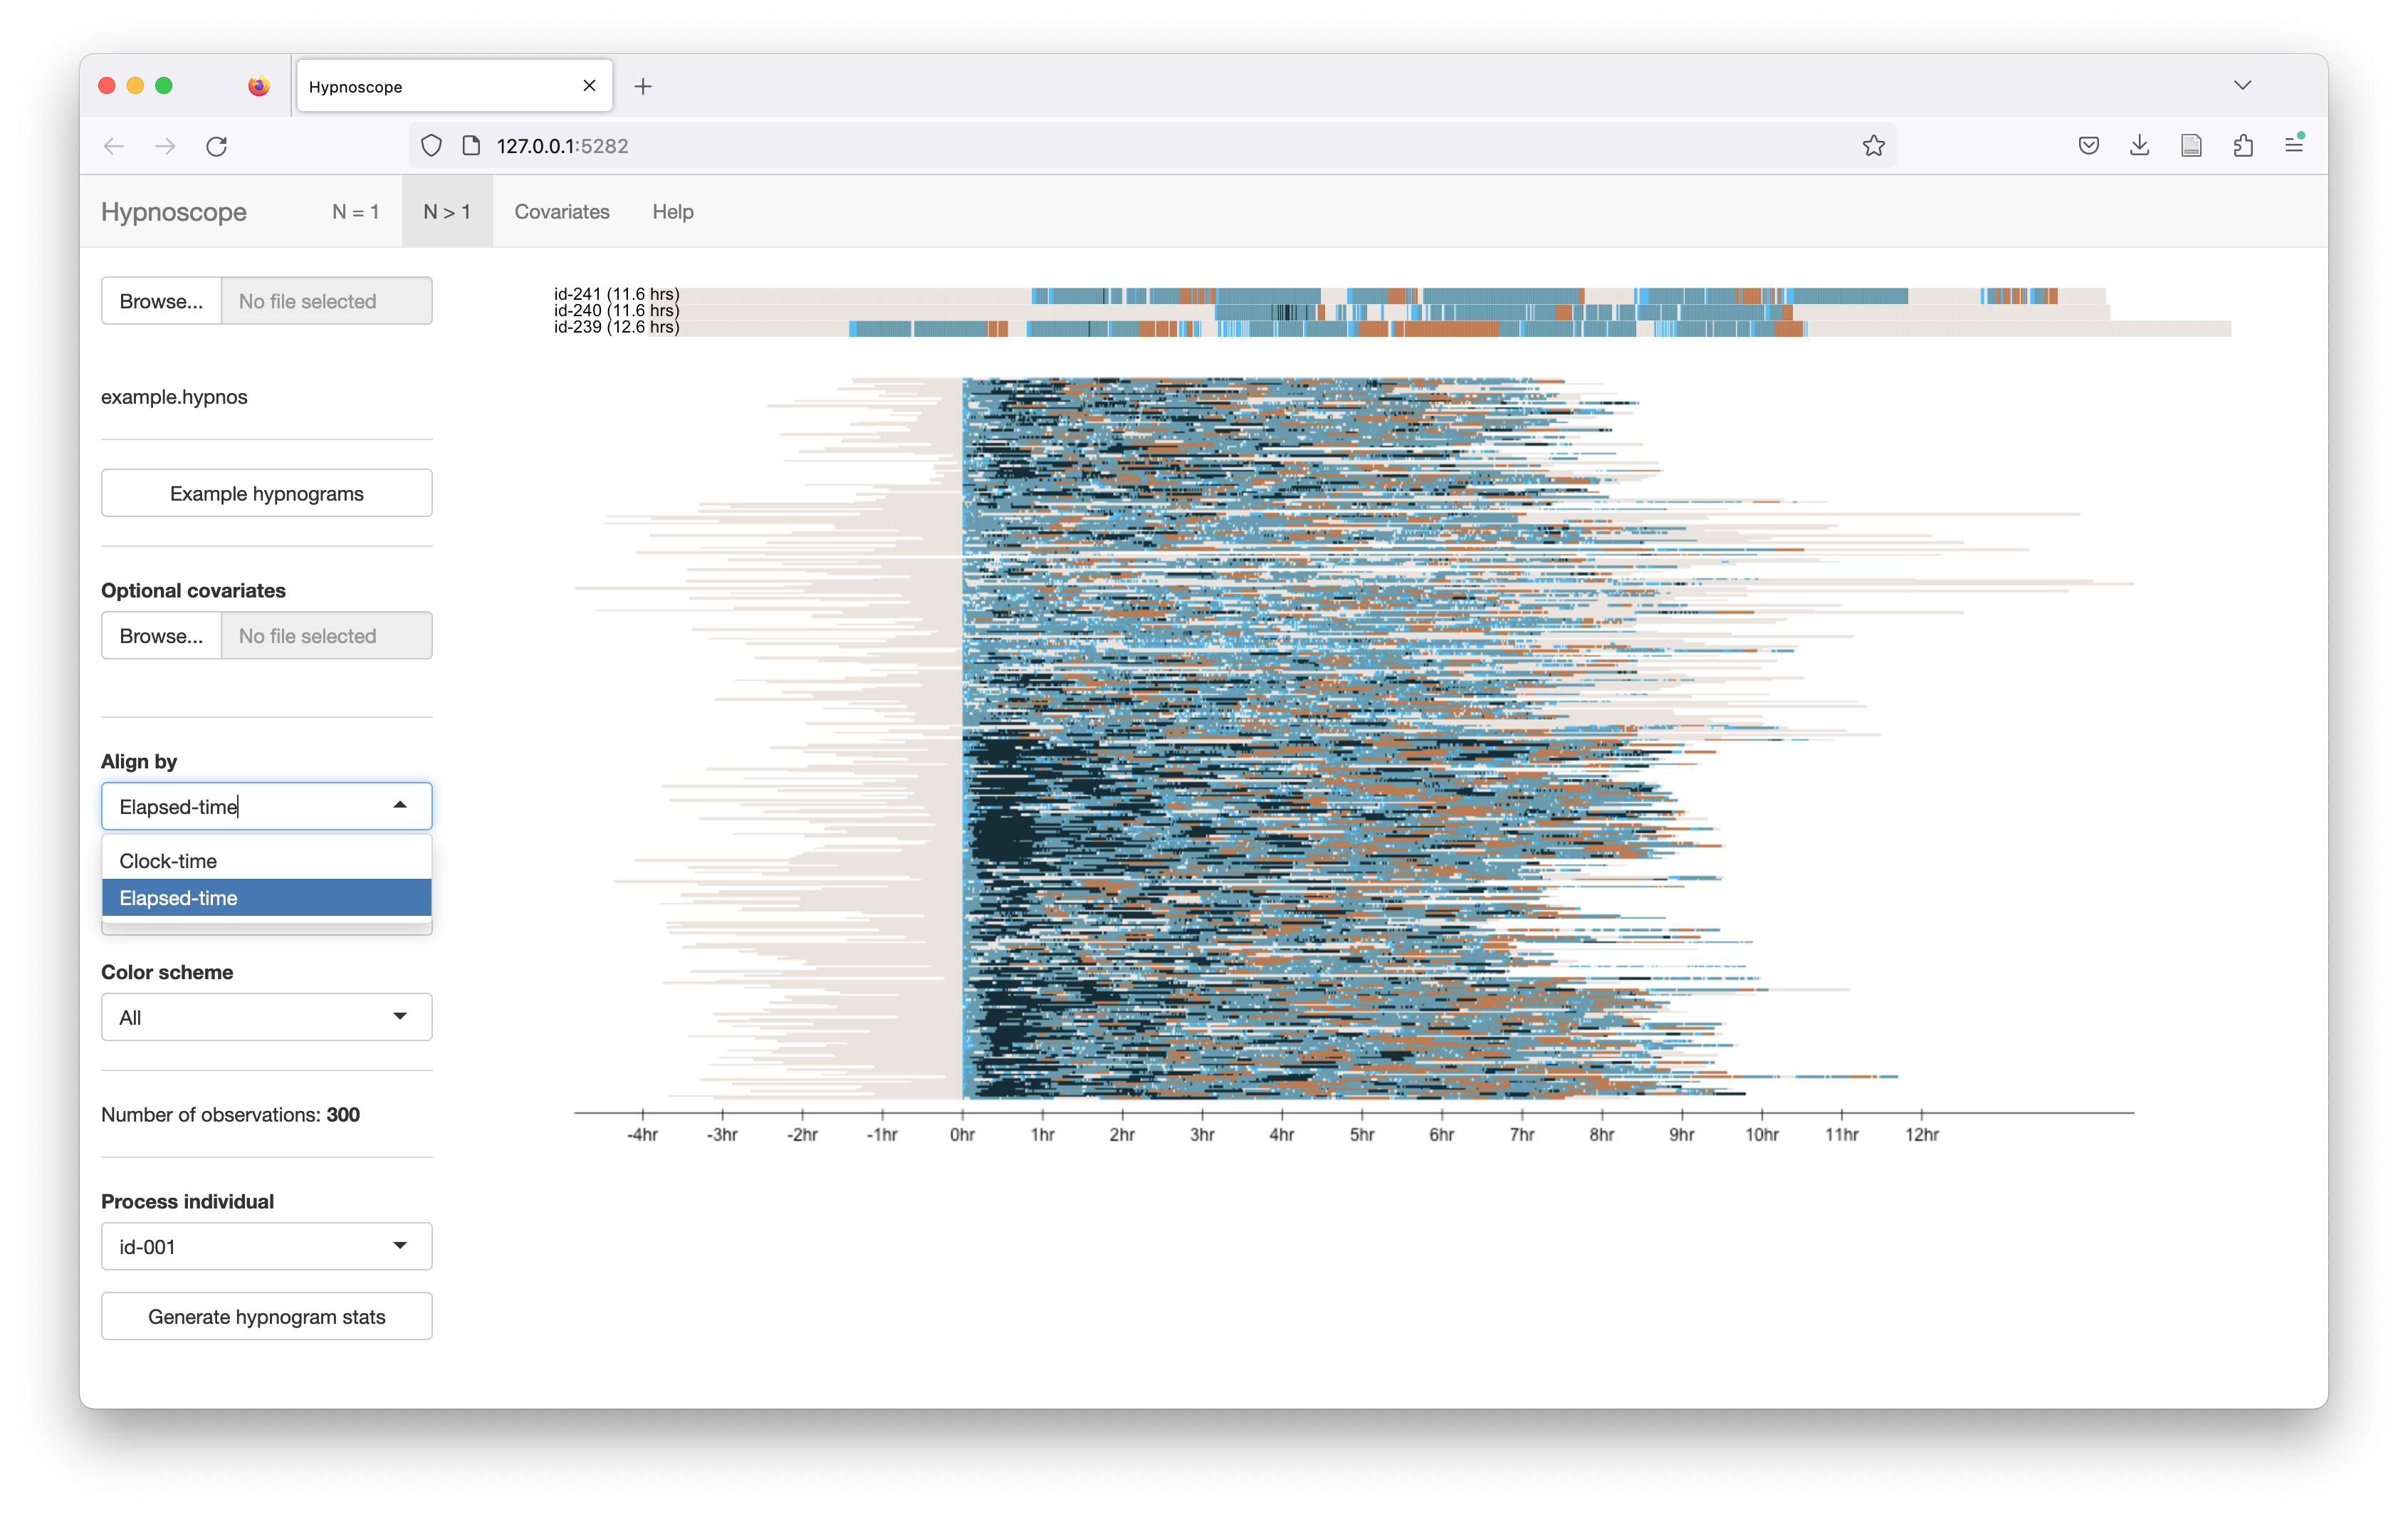 Hypnoscope
127.0.0.1:5282
Hypnoscope N = 1 N > 1 Covariates Help
Browse... No file selected
example.hypnos
Example hypnograms
Optional covariates
Browse... No file selected
Align by
Elapsed-time
Clock-time
Elapsed-time
Color scheme
All
Number of observations: 300
Process individual
id-001
Generate hypnogram stats
id-241 (11.6 hrs)
id-240 (11.6 hrs)
id-239 (12.6 hrs)
-4hr -3hr -2hr -1hr 0hr 1hr 2hr 3hr 4hr 5hr 6hr 7hr 8hr 9hr 10hr 11hr 12hr